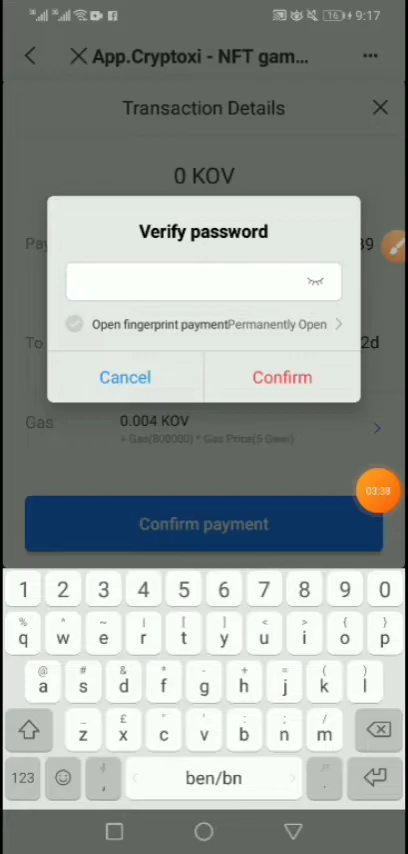 16 9:17
App.Cryptoxi - NFT gam...
Transaction Details
0 KOV
Verify password
Open fingerprint payment Permanently Open
Cancel Confirm
To 2d
Gas 0.004 KOV
= Gas(800000) * Gas Price(5 Gwei)
03:39
Confirm payment
1 2 3 4 5 6 7 8 9 0
q w e r t y u i o p
a s d f g h j k l
z x c v b n m
123 ben/bn